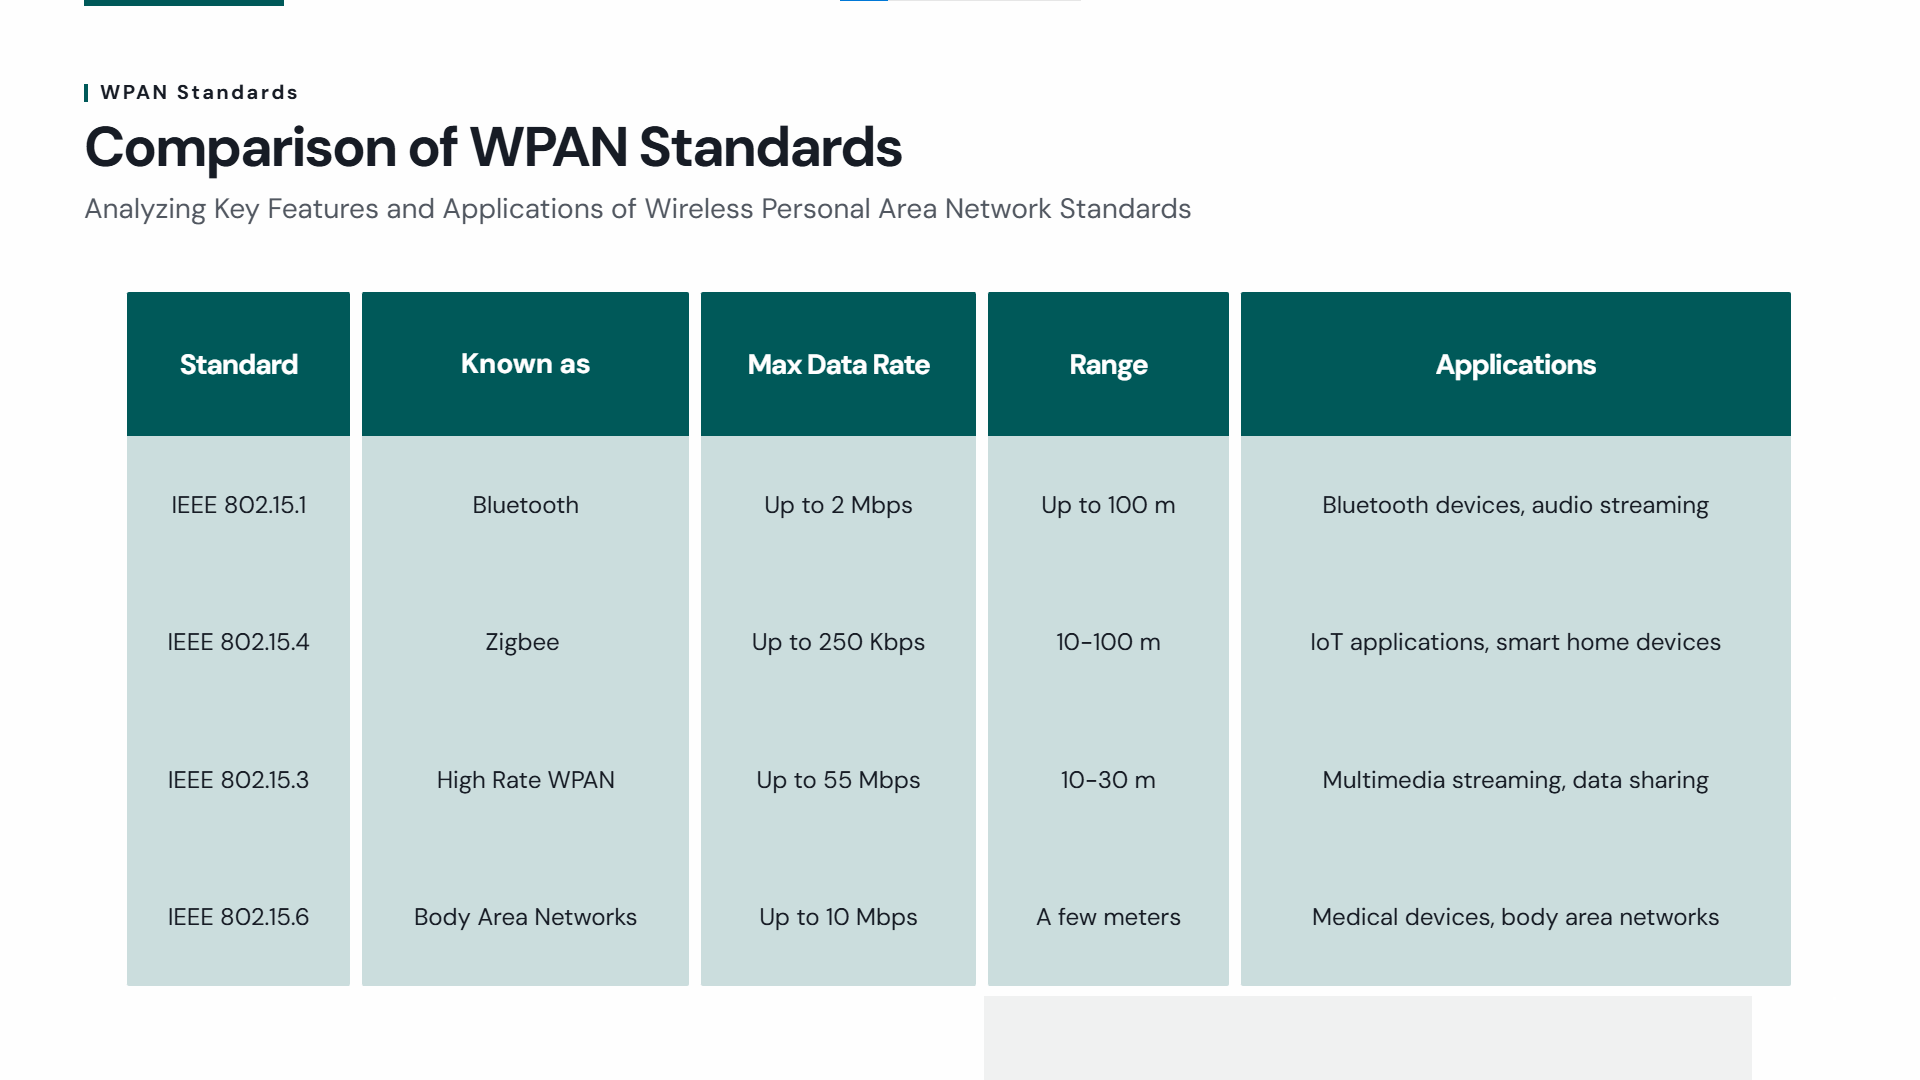 WPAN Standards
Comparison of WPAN Standards
Analyzing Key Features and Applications of Wireless Personal Area Network Standards
Standard Known as Max Data Rate Range Applications
IEEE 802.15.1 Bluetooth Up to 2 Mbps Up to 100 m Bluetooth devices, audio streaming
IEEE 802.15.4 Zigbee Up to 250 Kbps 10-100 m IoT applications, smart home devices
IEEE 802.15.3 High Rate WPAN Up to 55 Mbps 10-30 m Multimedia streaming, data sharing
IEEE 802.15.6 Body Area Networks Up to 10 Mbps A few meters Medical devices, body area networks